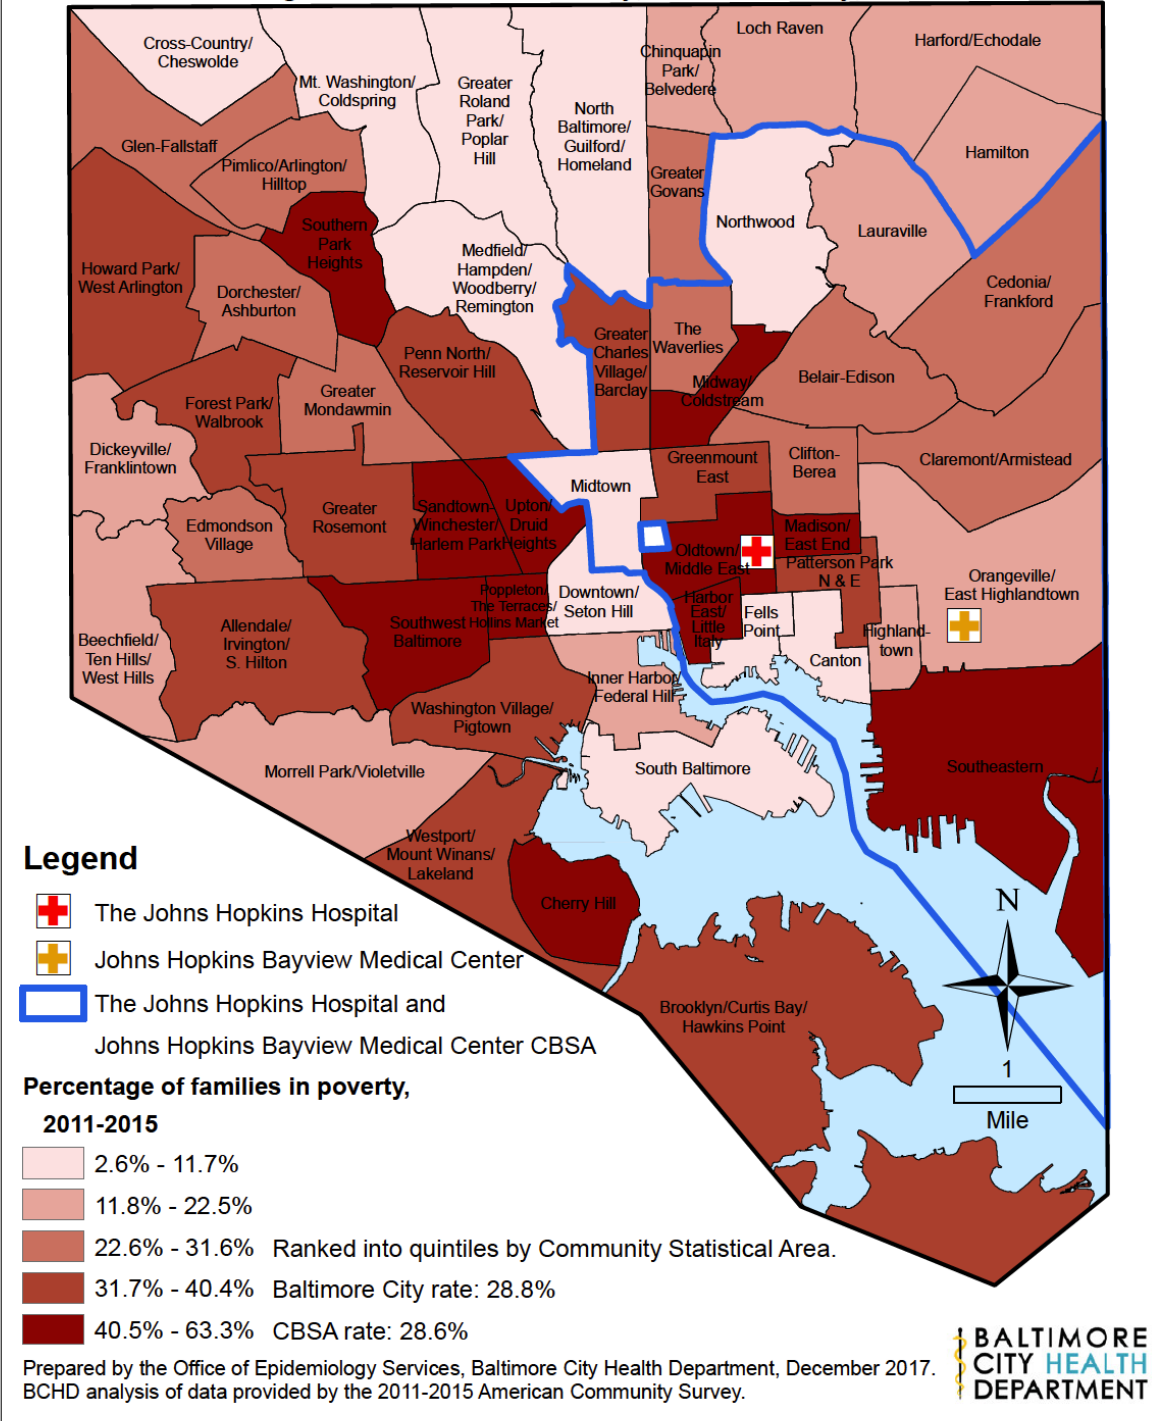 Cross-Country/
Cheswolde
Mt. Washington/
Coldspring
Greater
Roland
Park/
Poplar
Hill
North
Baltimore/
Guilford/
Homeland
Chinquapin
Park/
Belvedere
Loch Raven
Harford/Echodale
Glen-Fallstaff
Pimlico/Arlington/
Hilltop
Greater
Govans
Hamilton
Southern
Park
Heights
Northwood
Lauraville
Howard Park/
West Arlington
Dorchester/
Ashburton
Medfield/
Hampden/
Woodberry/
Remington
Cedonia/
Frankford
Penn North/
Reservoir Hill
Greater
Charles
Village/
Barclay
The
Waverlies
Midway/
Coldstream
Belair-Edison
Forest Park/
Walbrook
Greater
Mondawmin
Dickeyville/
Franklintown
Greenmount
East
Clifton-
Berea
Claremont/Armistead
Midtown
Edmondson
Village
Greater
Rosemont
Sandtown-
Winchester/
Harlem Park
Upton/
Druid
Heights
Oldtown/
Middle East
Madison/
East End
Patterson Park
N & E
Orangeville/
East Highlandtown
Poppleton/
The Terraces/
Hollins Market
Downtown/
Seton Hill
Harbor
East/
Little
Italy
Fells
Point
Highland-
town
Canton
Beechfield/
Ten Hills/
West Hills
Allendale/
Irvington/
S. Hilton
Southwest
Baltimore
Inner Harbor/
Federal Hill
Washington Village/
Pigtown
Morrell Park/Violetville
South Baltimore
Southeastern
Westport/
Mount Winans/
Lakeland
Cherry Hill
Brooklyn/Curtis Bay/
Hawkins Point
N
1
Mile
Legend
The Johns Hopkins Hospital
Johns Hopkins Bayview Medical Center
The Johns Hopkins Hospital and
Johns Hopkins Bayview Medical Center CBSA
Percentage of families in poverty,
2011-2015
2.6% - 11.7%
11.8% - 22.5%
22.6% - 31.6% Ranked into quintiles by Community Statistical Area.
31.7% - 40.4% Baltimore City rate: 28.8%
40.5% - 63.3% CBSA rate: 28.6%
Prepared by the Office of Epidemiology Services, Baltimore City Health Department, December 2017.
BCHD analysis of data provided by the 2011-2015 American Community Survey.
BALTIMORE
CITY HEALTH
DEPARTMENT